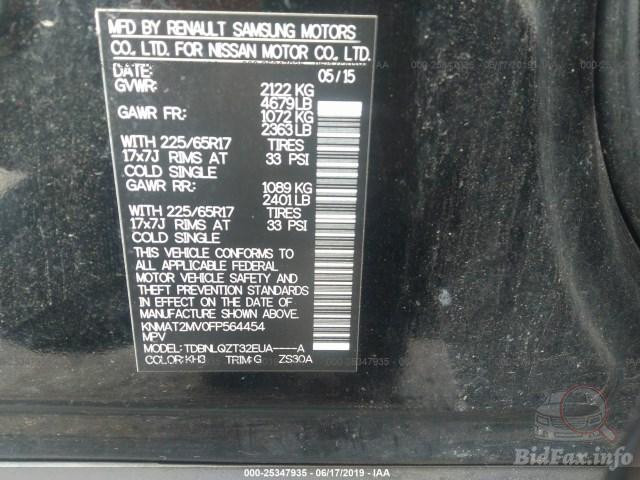 MFD BY RENAULT SAMSUNG MOTORS
CO., LTD. FOR NISSAN MOTOR CO., LTD.
DATE: 05/15
GVWR: 2122 KG
4679 LB
GAWR FR: 1072 KG
2363 LB
WITH 225/65R17 TIRES
17x7J RIMS AT 33 PSI
COLD SINGLE
GAWR RR: 1089 KG
2401 LB
WITH 225/65R17 TIRES
17x7J RIMS AT 33 PSI
COLD SINGLE
THIS VEHICLE CONFORMS TO
ALL APPLICABLE FEDERAL
MOTOR VEHICLE SAFETY AND
THEFT PREVENTION STANDARDS
IN EFFECT ON THE DATE OF
MANUFACTURE SHOWN ABOVE.
KNMAT2MV0FP564454
MPV
MODEL: TDBNLQZT32EUA----A
COLOR: KH3 TRIM: G ZS30A
000-25347935 - 06/17/2019 - IAA
BidFax.info